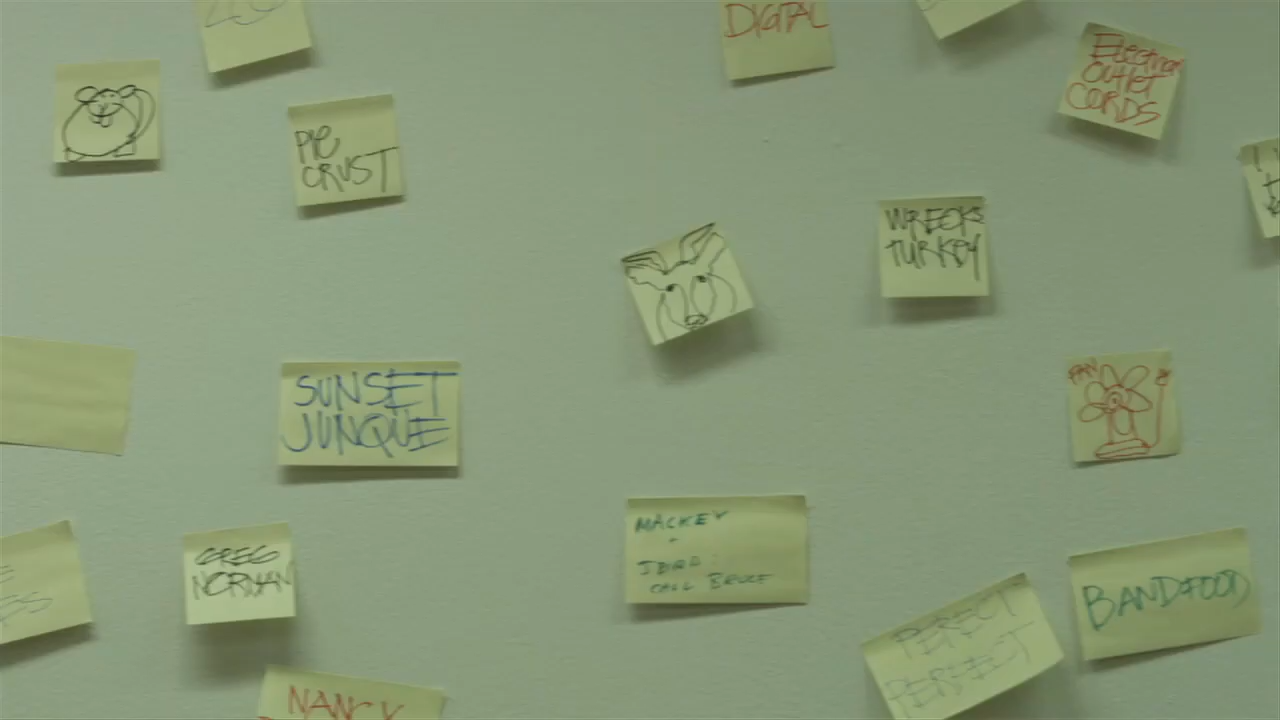 DIGITAL
Electrical
OUTLET
CORDS
PIE
CRUST
WRECKS
TURKEY
FAN
SUNSET
JUNQUE
MACKEY
+
JBIRD:
CALL BRUCE
GREG
NORMAN
BANDFOOD
PERFECT
PERFECT
NANCY